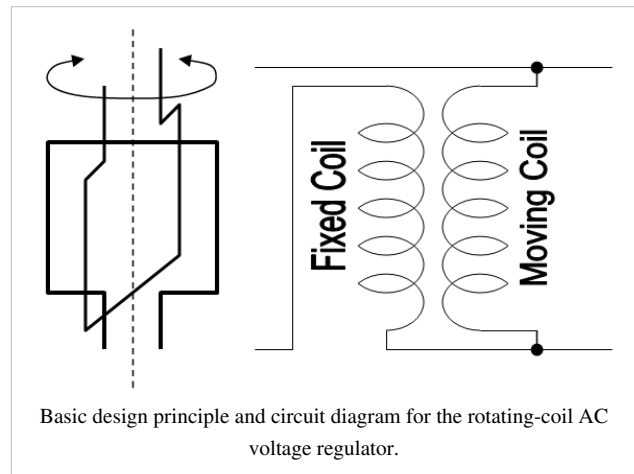 Fixed Coil
Moving Coil
Basic design principle and circuit diagram for the rotating-coil AC
voltage regulator.